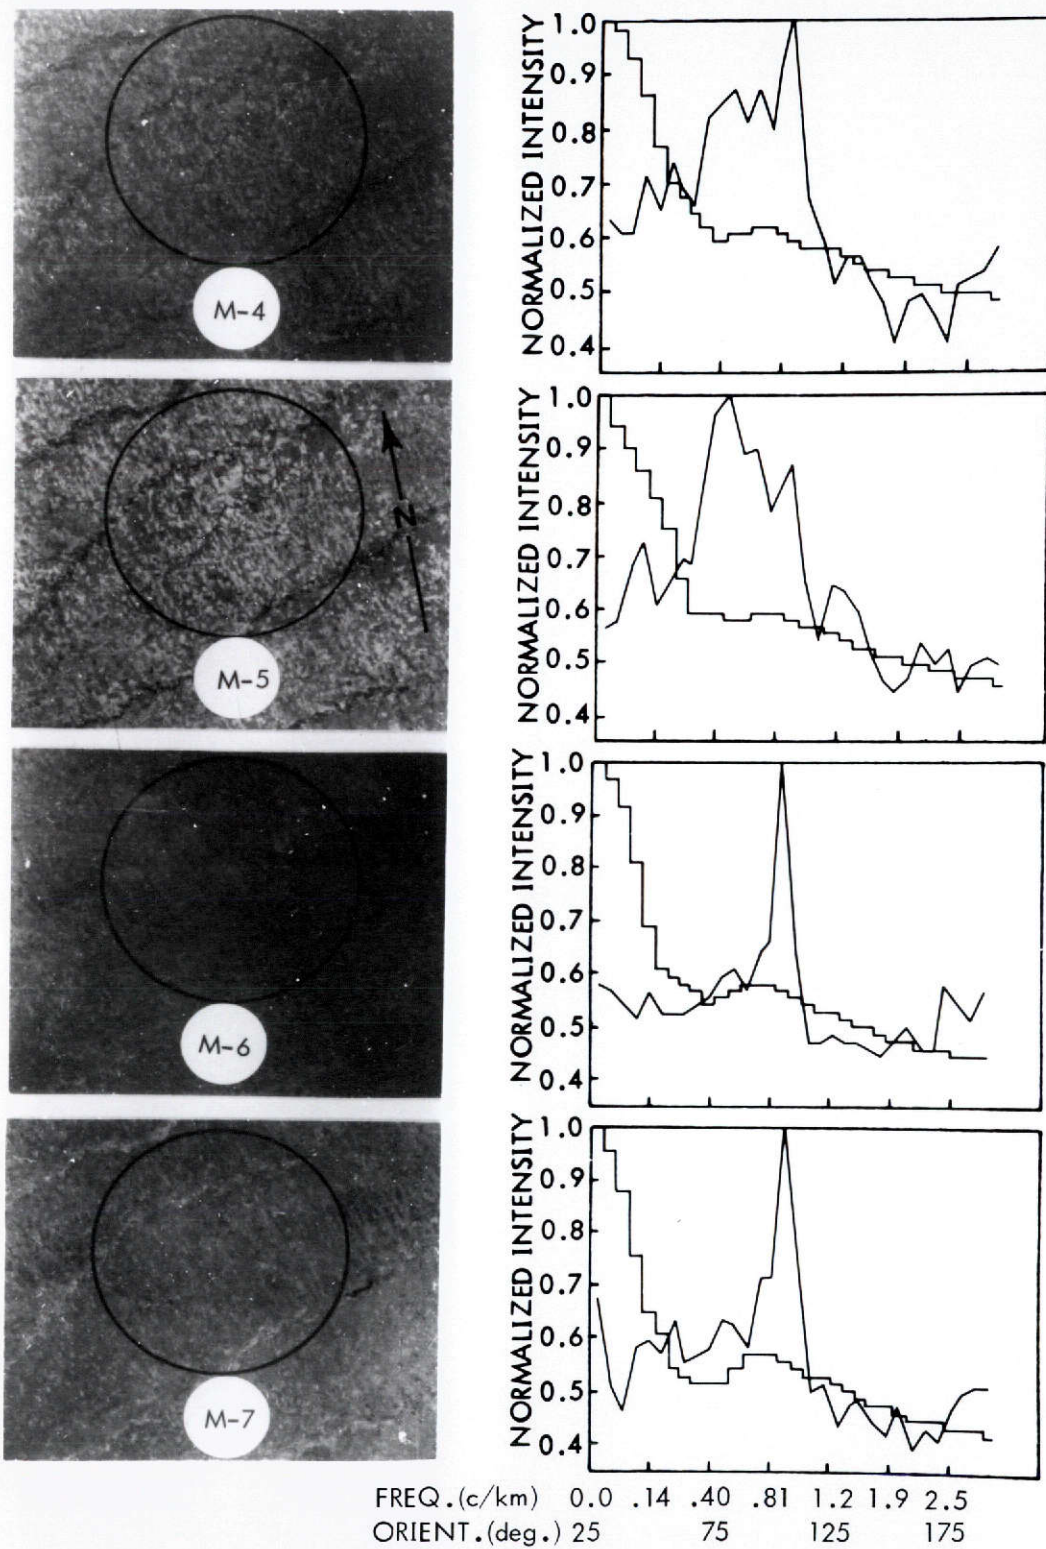 M-4
NORMALIZED INTENSITY
1.0
0.9
0.8
0.7
0.6
0.5
0.4
M-5
N
NORMALIZED INTENSITY
1.0
0.9
0.8
0.7
0.6
0.5
0.4
M-6
NORMALIZED INTENSITY
1.0
0.9
0.8
0.7
0.6
0.5
0.4
M-7
NORMALIZED INTENSITY
1.0
0.9
0.8
0.7
0.6
0.5
0.4
FREQ.(c/km) 0.0 .14 .40 .81 1.2 1.9 2.5
ORIENT.(deg.) 25 75 125 175